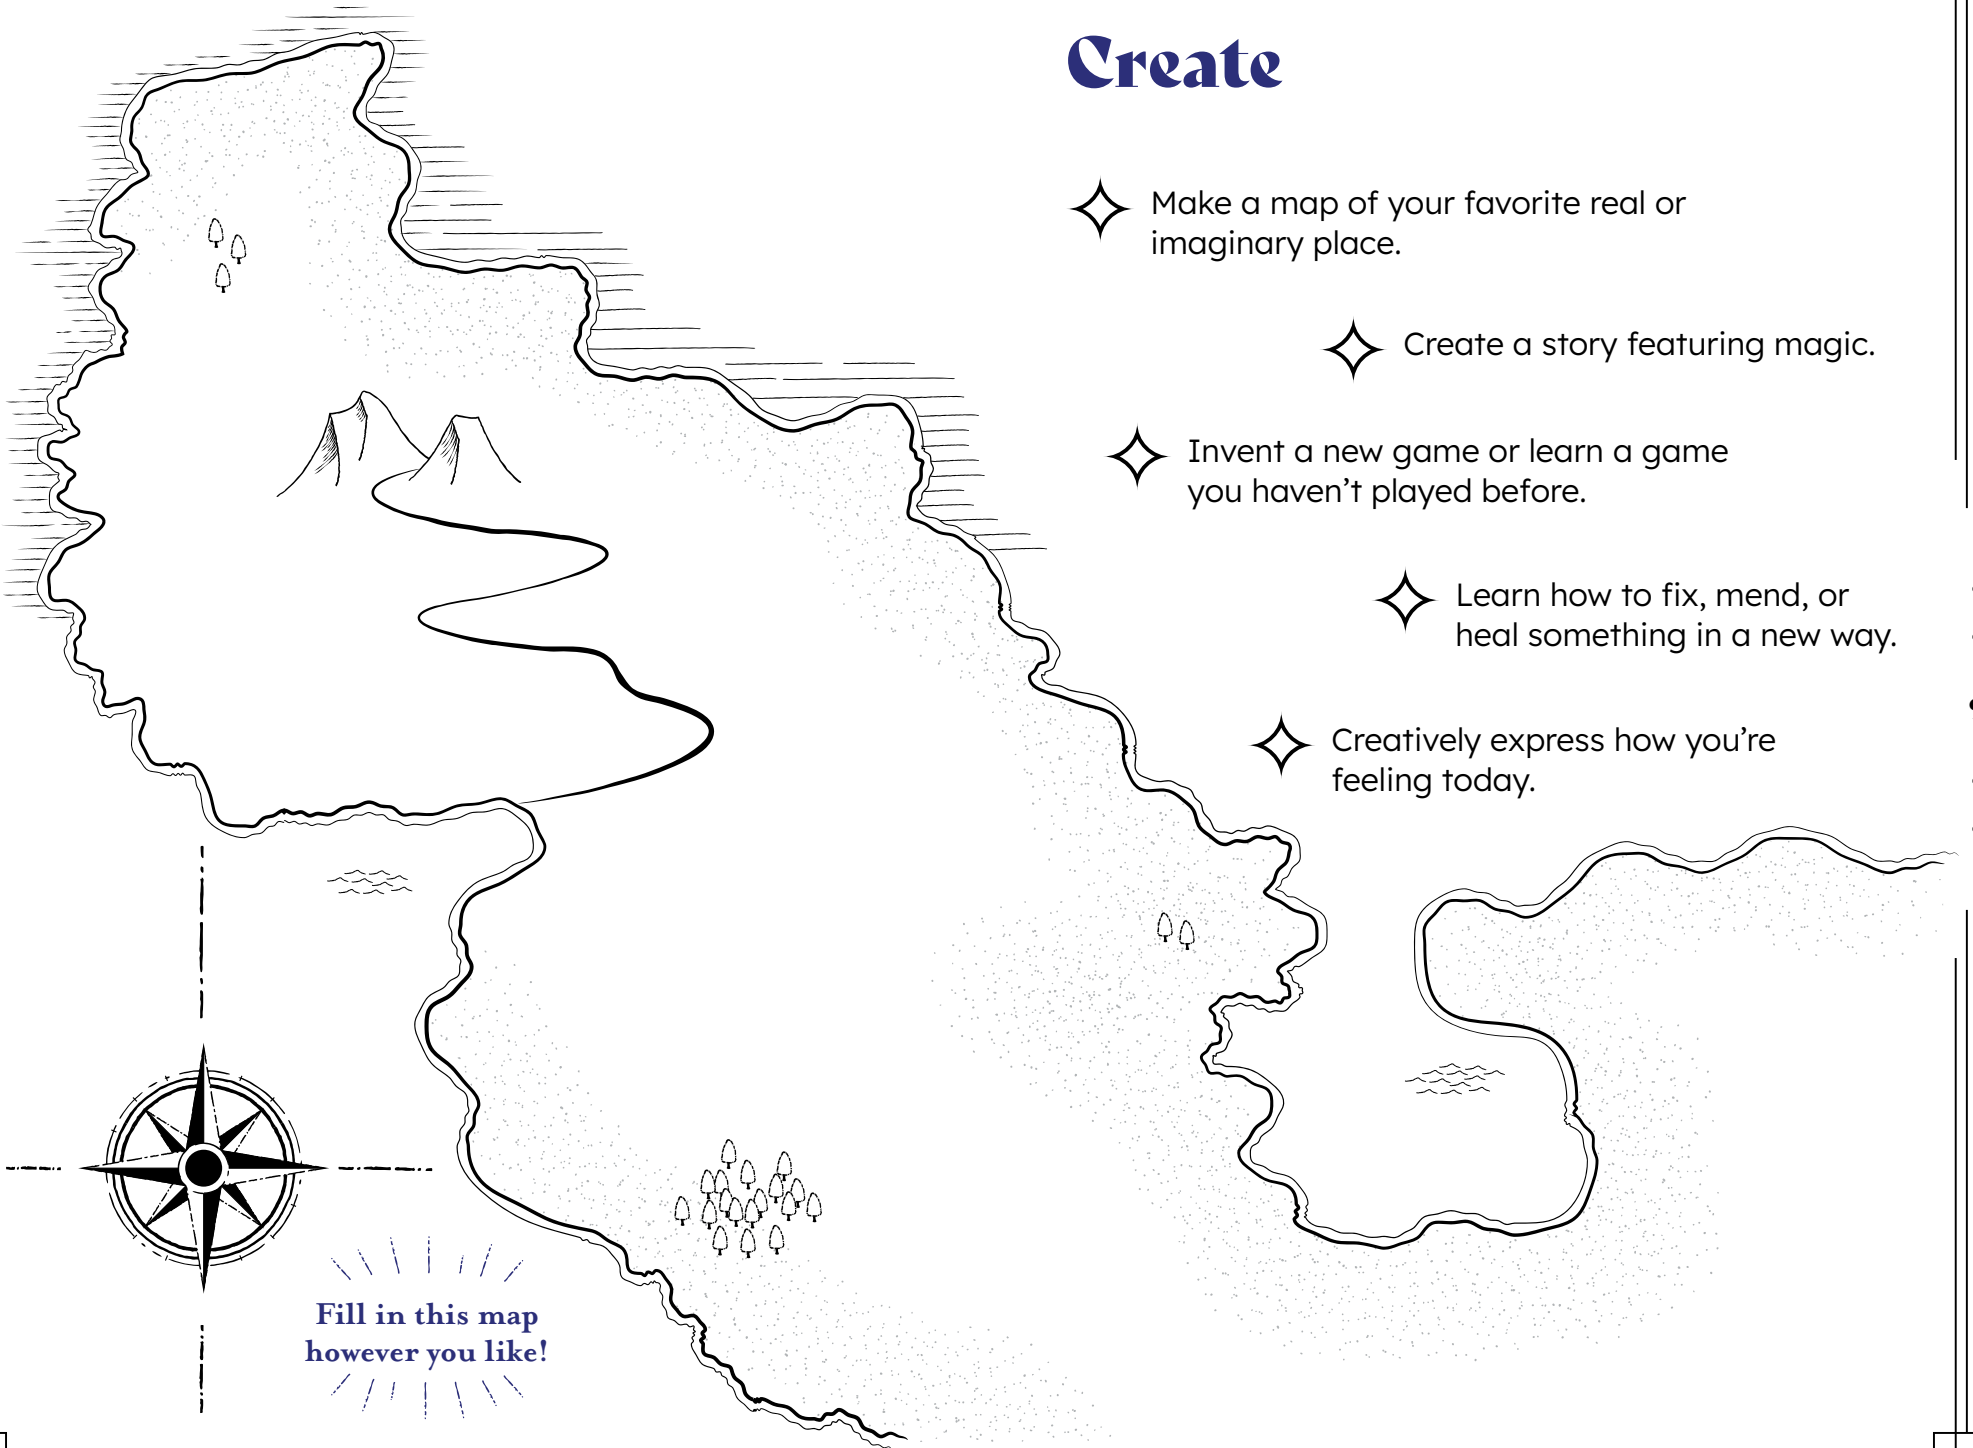 Create
Make a map of your favorite real or
imaginary place.
Create a story featuring magic.
Invent a new game or learn a game
you haven’t played before.
Learn how to fix, mend, or
heal something in a new way.
Creatively express how you’re
feeling today.
Fill in this map
however you like!